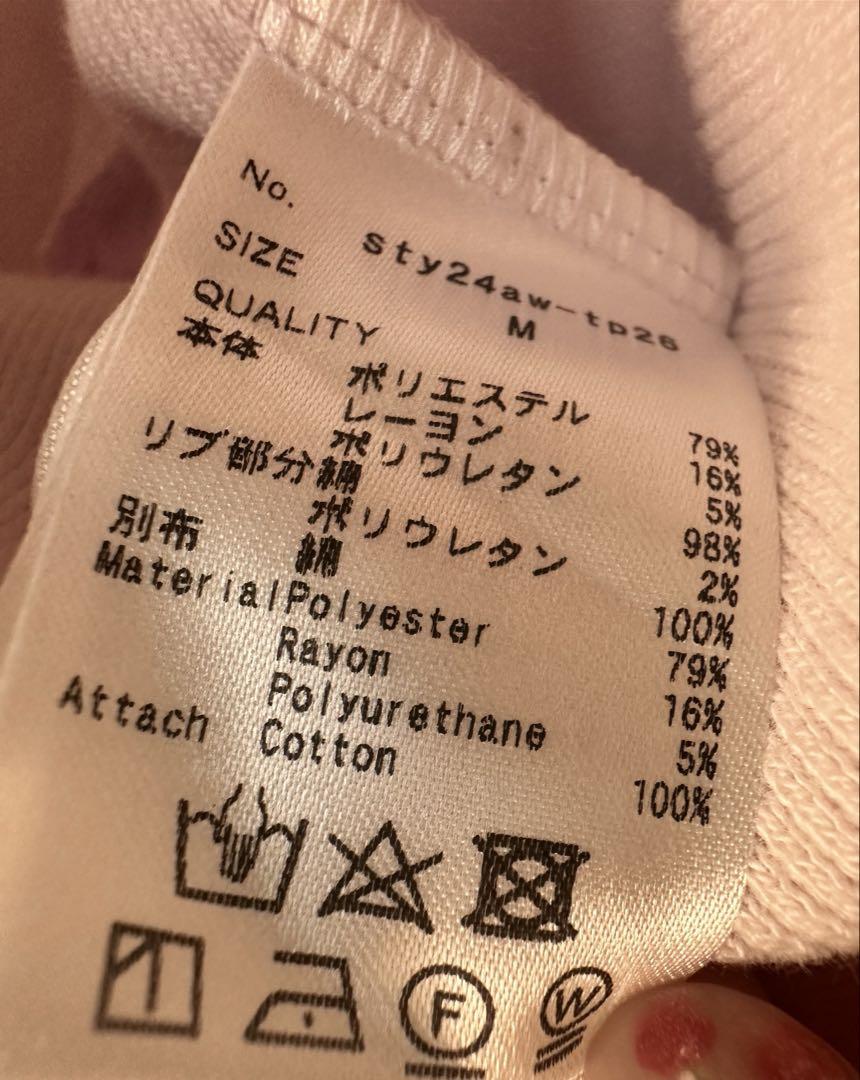 No. sty24aw-tp26
SIZE M
QUALITY
本体 ポリエステル 79%
レーヨン 16%
ポリウレタン 5%
リブ部分 綿 98%
ポリウレタン 2%
別布 綿 100%
Material Polyester 79%
Rayon 16%
Polyurethane 5%
Attach Cotton 100%
F
W